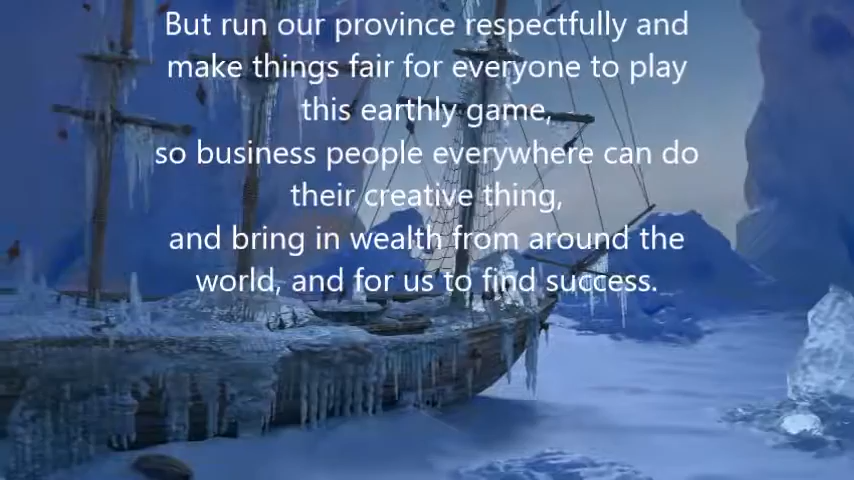 But run our province respectfully and
make things fair for everyone to play
this earthly game,
so business people everywhere can do
their creative thing,
and bring in wealth from around the
world, and for us to find success.